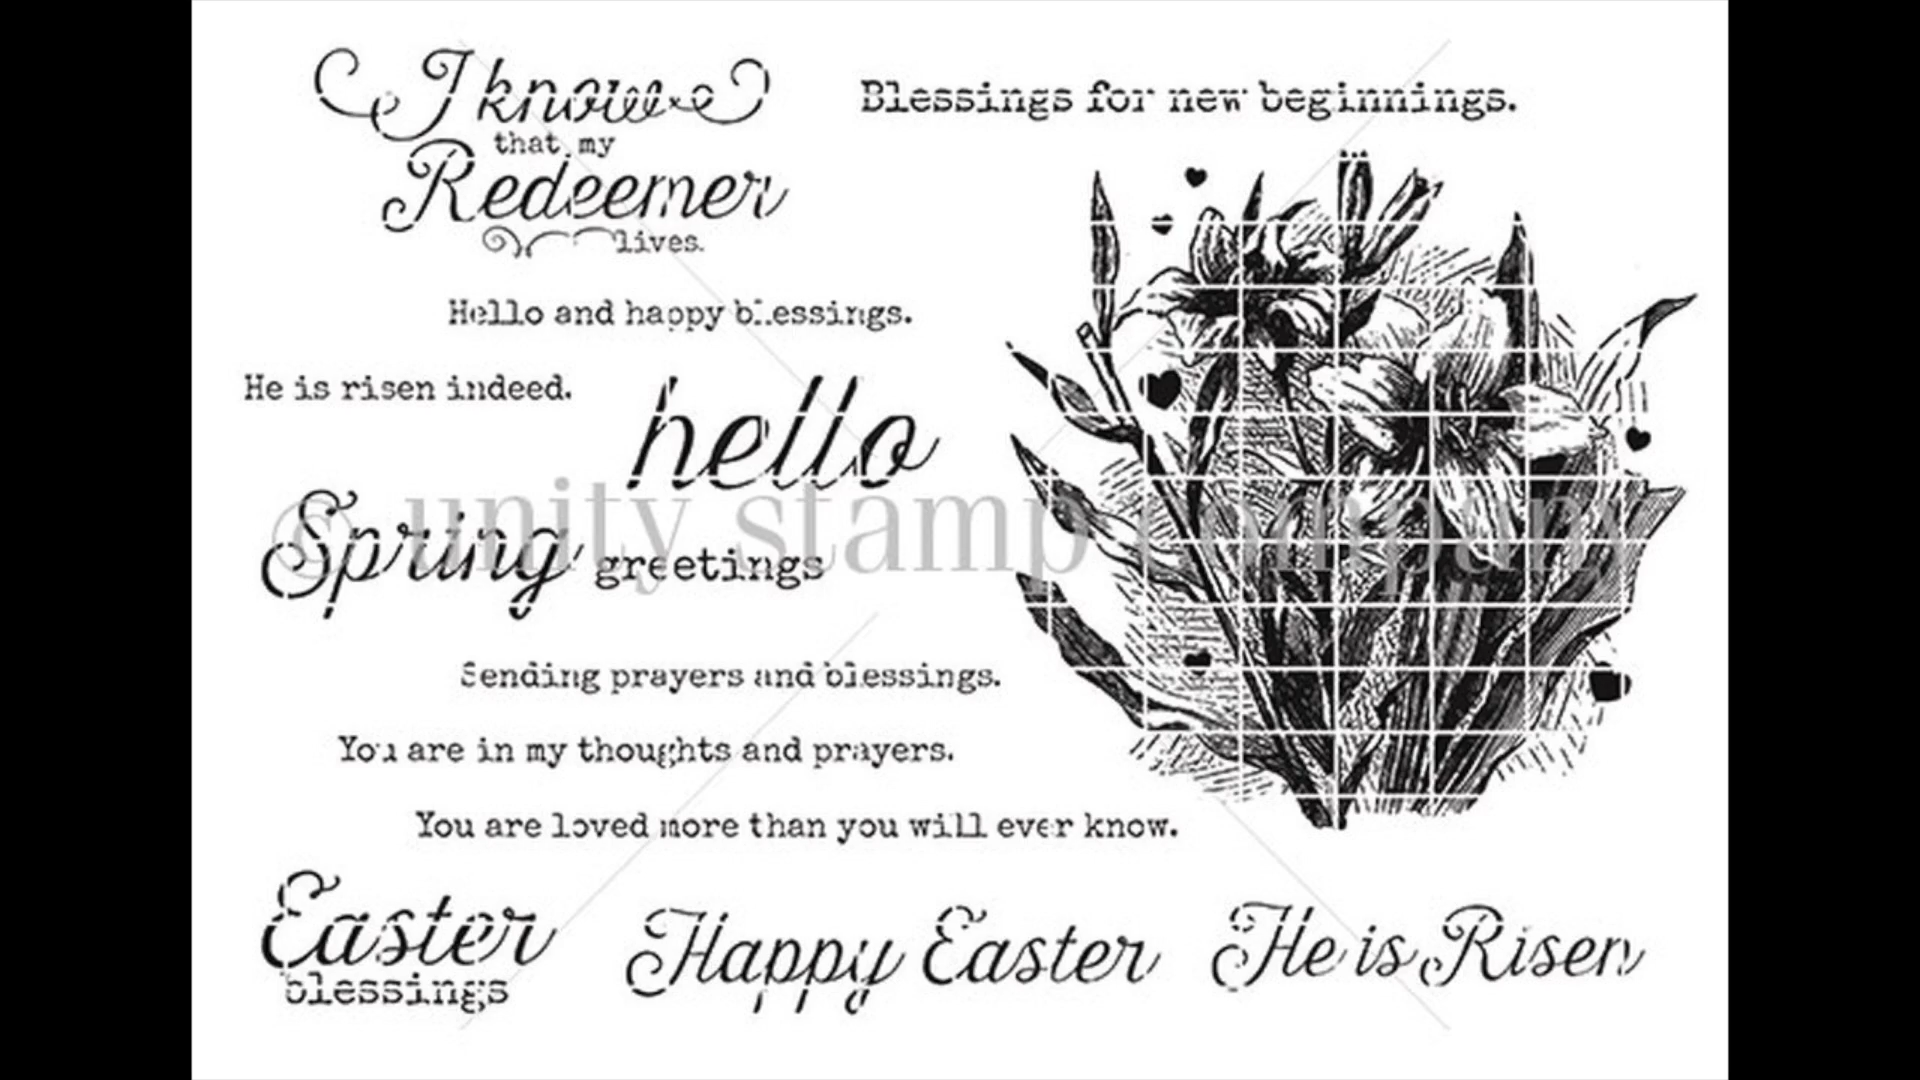 I know
that my
Redeemer
lives.
Blessings for new beginnings.
Hello and happy blessings.
He is risen indeed.
hello
© unity stamp company
Spring greetings
Sending prayers and blessings.
You are in my thoughts and prayers.
You are loved more than you will ever know.
Easter
blessings
Happy Easter
He is Risen